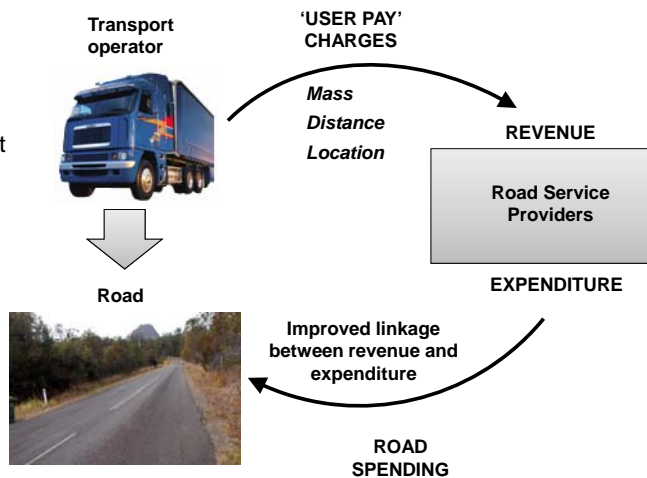 Transport
operator
'USER PAY'
CHARGES
Mass
Distance
Location
t
REVENUE
Road Service
Providers
EXPENDITURE
Road
Improved linkage
between revenue and
expenditure
ROAD
SPENDING